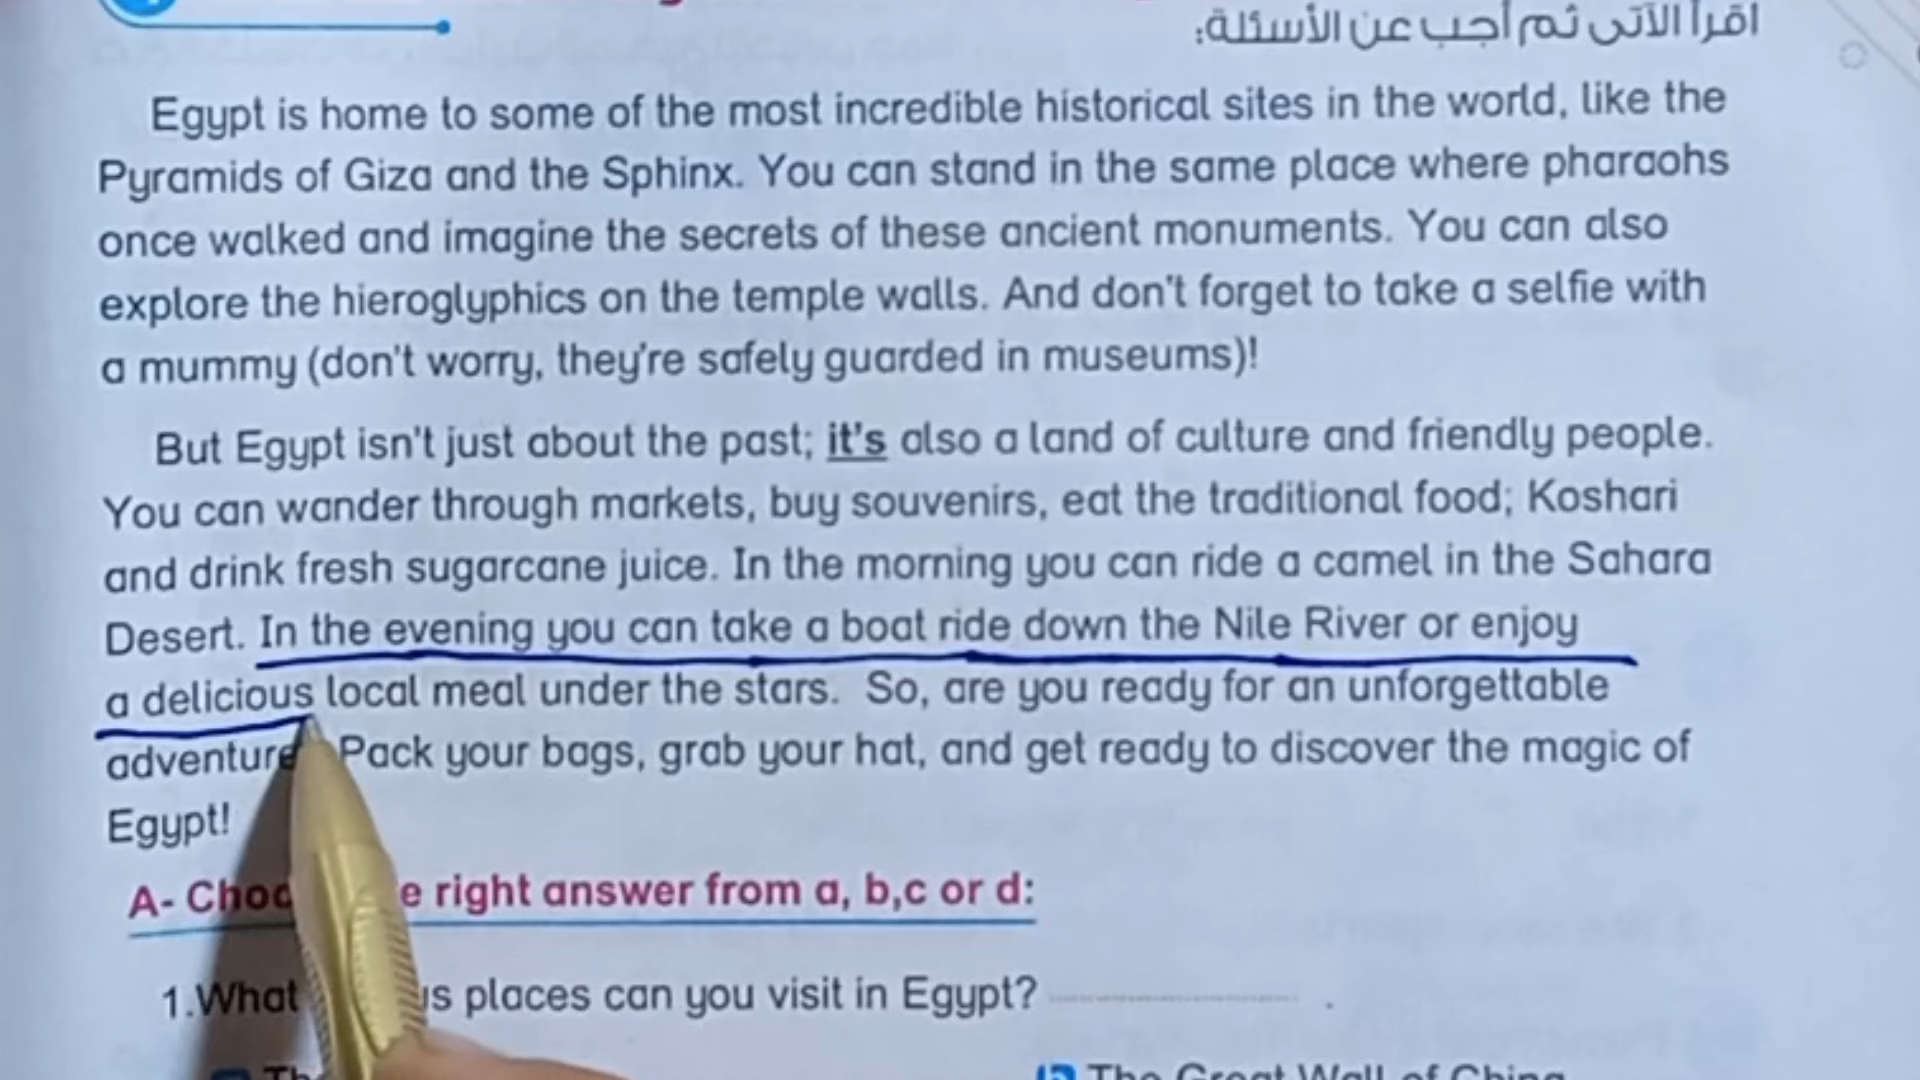 اقرأ الآتى ثم أجب عن الأسئلة:
Egypt is home to some of the most incredible historical sites in the world, like the
Pyramids of Giza and the Sphinx. You can stand in the same place where pharaohs
once walked and imagine the secrets of these ancient monuments. You can also
explore the hieroglyphics on the temple walls. And don't forget to take a selfie with
a mummy (don't worry, they're safely guarded in museums)!
But Egypt isn't just about the past; it's also a land of culture and friendly people.
You can wander through markets, buy souvenirs, eat the traditional food; Koshari
and drink fresh sugarcane juice. In the morning you can ride a camel in the Sahara
Desert. In the evening you can take a boat ride down the Nile River or enjoy
a delicious local meal under the stars. So, are you ready for an unforgettable
adventure Pack your bags, grab your hat, and get ready to discover the magic of
Egypt!
A- right answer from a, b,c or d:
1.What places can you visit in Egypt? .
b The Great Wall of China